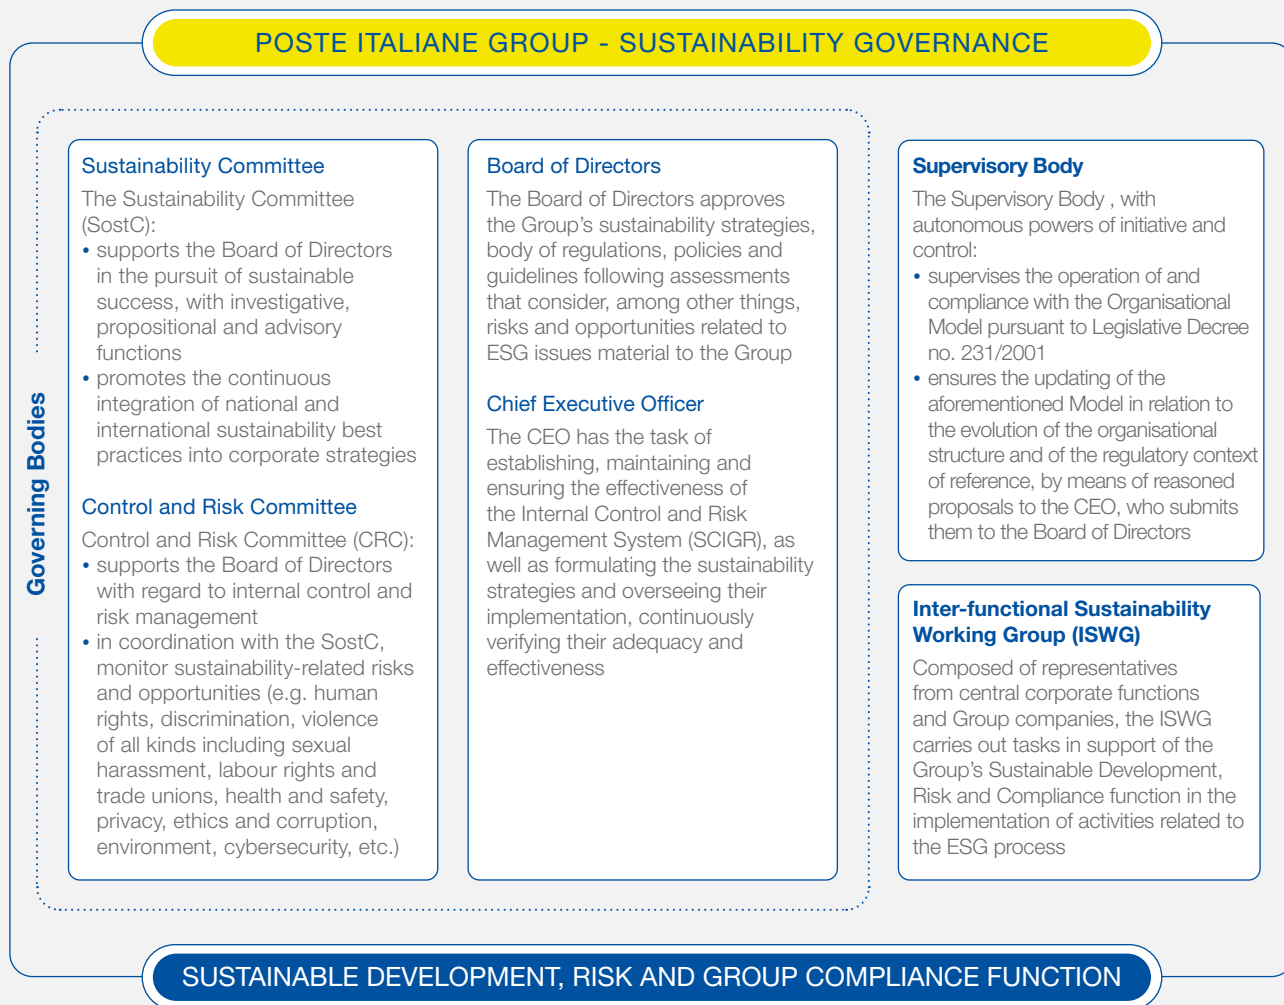 POSTE ITALIANE GROUP - SUSTAINABILITY GOVERNANCE
Governing Bodies
Sustainability Committee
The Sustainability Committee
(SostC):
• supports the Board of Directors
in the pursuit of sustainable
success, with investigative,
propositional and advisory
functions
• promotes the continuous
integration of national and
international sustainability best
practices into corporate strategies
Control and Risk Committee
Control and Risk Committee (CRC):
• supports the Board of Directors
with regard to internal control and
risk management
• in coordination with the SostC,
monitor sustainability-related risks
and opportunities (e.g. human
rights, discrimination, violence
of all kinds including sexual
harassment, labour rights and
trade unions, health and safety,
privacy, ethics and corruption,
environment, cybersecurity, etc.)
Board of Directors
The Board of Directors approves
the Group's sustainability strategies,
body of regulations, policies and
guidelines following assessments
that consider, among other things,
risks and opportunities related to
ESG issues material to the Group
Chief Executive Officer
The CEO has the task of
establishing, maintaining and
ensuring the effectiveness of
the Internal Control and Risk
Management System (SCIGR), as
well as formulating the sustainability
strategies and overseeing their
implementation, continuously
verifying their adequacy and
effectiveness
Supervisory Body
The Supervisory Body , with
autonomous powers of initiative and
control:
• supervises the operation of and
compliance with the Organisational
Model pursuant to Legislative Decree
no. 231/2001
• ensures the updating of the
aforementioned Model in relation to
the evolution of the organisational
structure and of the regulatory context
of reference, by means of reasoned
proposals to the CEO, who submits
them to the Board of Directors
Inter-functional Sustainability
Working Group (ISWG)
Composed of representatives
from central corporate functions
and Group companies, the ISWG
carries out tasks in support of the
Group's Sustainable Development,
Risk and Compliance function in the
implementation of activities related to
the ESG process
SUSTAINABLE DEVELOPMENT, RISK AND GROUP COMPLIANCE FUNCTION